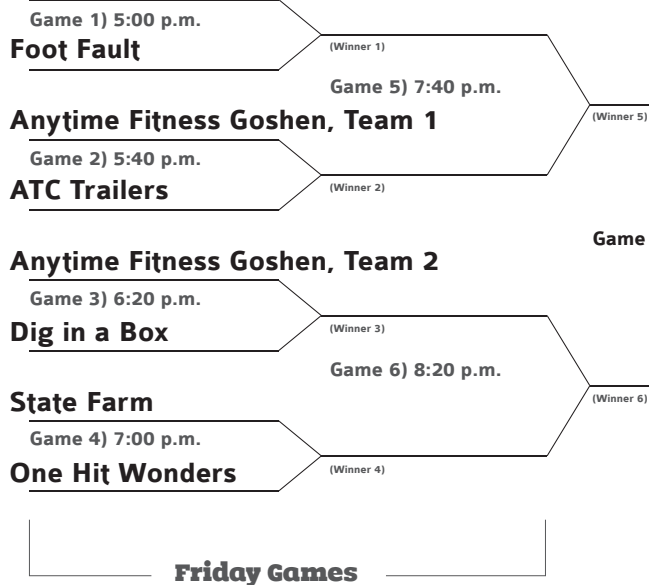 Game 1) 5:00 p.m.
Foot Fault
(Winner 1)
Game 5) 7:40 p.m.
Anytime Fitness Goshen, Team 1
(Winner 5)
Game 2) 5:40 p.m.
ATC Trailers
(Winner 2)
Game
Anytime Fitness Goshen, Team 2
Game 3) 6:20 p.m.
Dig in a Box
(Winner 3)
Game 6) 8:20 p.m.
State Farm
(Winner 6)
Game 4) 7:00 p.m.
One Hit Wonders
(Winner 4)
Friday Games